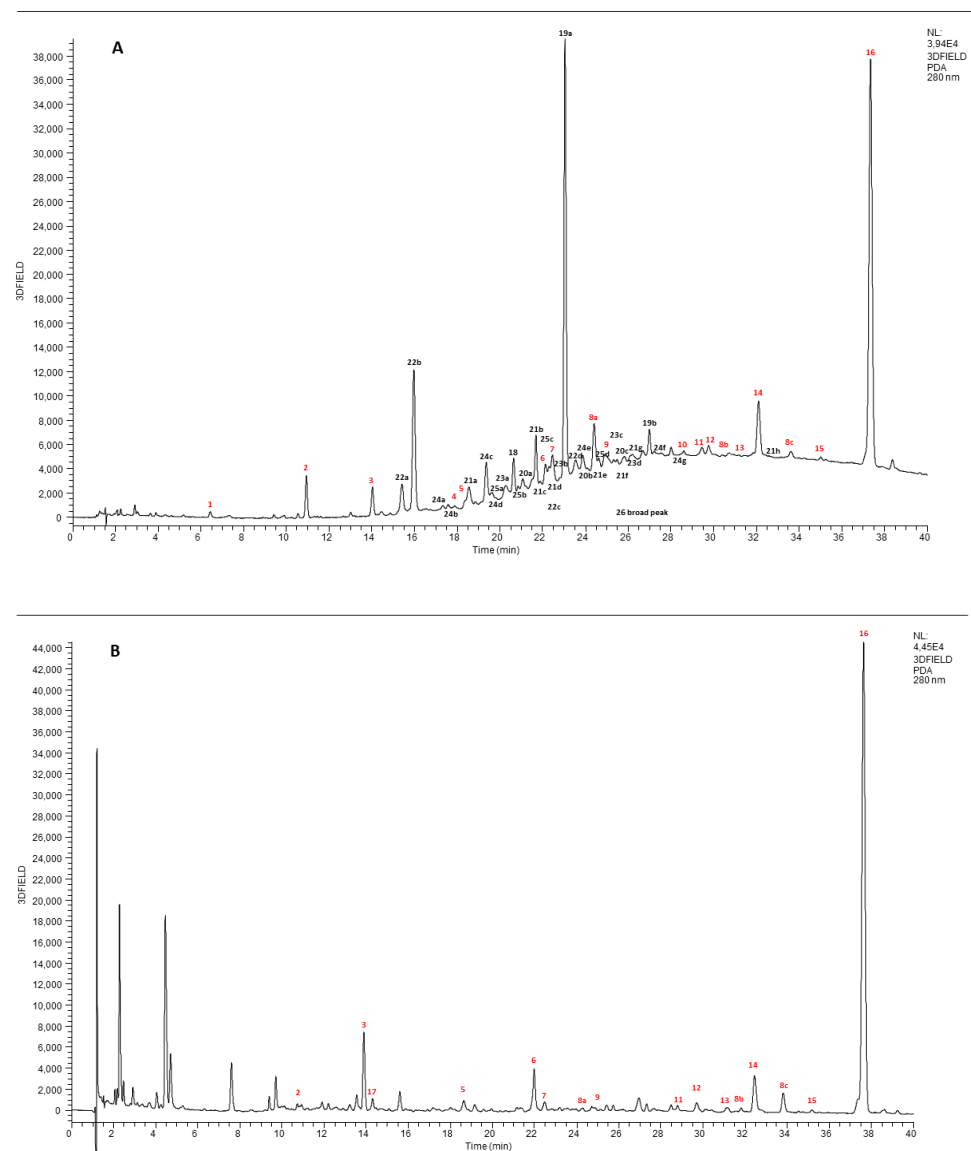 A
NL:
3,94E4
3DFIELD
PDA
280 nm
38,000
36,000
34,000
32,000
30,000
28,000
26,000
24,000
22,000
20,000
18,000
16,000
14,000
12,000
10,000
8,000
6,000
4,000
2,000
0
3DFIELD
1
2
3
22a
22b
24a
24b
4
5
21a
24c
25a
24d
23a
18
25b
20a
21b
21c
25c
6
7
21d
22c
23b
19a
22d
24e
20b
8a
25d
21e
9
23c
20c
21f
21g
23d
19b
24f
26 broad peak
24g
10
11
12
8b
13
14
21h
8c
15
16
0 2 4 6 8 10 12 14 16 18 20 22 24 26 28 30 32 34 36 38 40
Time (min)
B
NL:
4,45E4
3DFIELD
PDA
280 nm
44,000
42,000
40,000
38,000
36,000
34,000
32,000
30,000
28,000
26,000
24,000
22,000
20,000
18,000
16,000
14,000
12,000
10,000
8,000
6,000
4,000
2,000
0
3DFIELD
2
3
17
5
6
7
8a
9
11
12
13
8b
14
8c
15
16
0 2 4 6 8 10 12 14 16 18 20 22 24 26 28 30 32 34 36 38 40
Time (min)